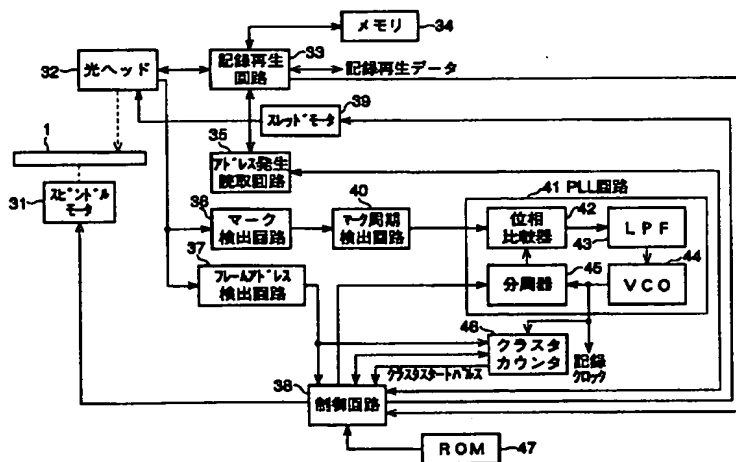 メモリ
34
33
記録再生
回路
記録再生データ
32
光ヘッド
39
スレッドモータ
1
35
アドレス発生
読取回路
31
スピンドル
モータ
36
マーク
検出回路
40
マーク周期
検出回路
41 PLL回路
位相
比較器
42
LPF
43
44
分周器
45
VCO
37
フレームアドレス
検出回路
46
クラスタ
カウンタ
記録
クロック
クラスタスタートパルス
38
制御回路
ROM
47